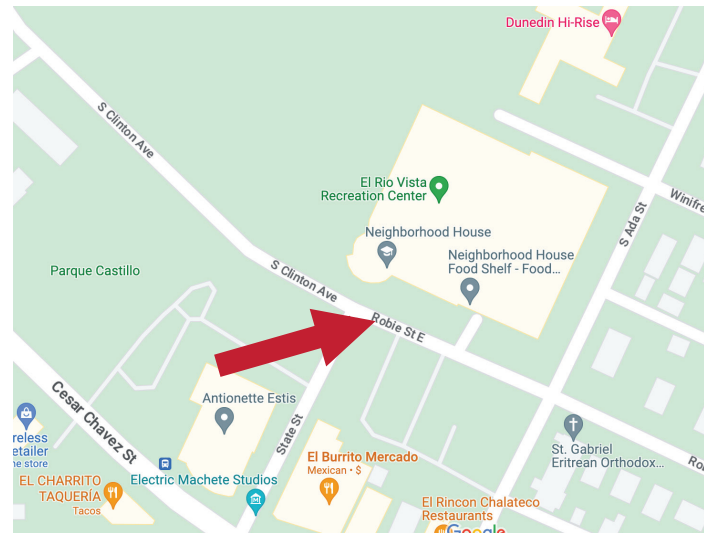 Dunedin Hi-Rise
S Clinton Ave
El Rio Vista
Recreation Center
Winifre
S Ada St
Neighborhood House
Neighborhood House
Food Shelf - Food...
Parque Castillo
S Clinton Ave
Robie St E
Antionette Estis
Cesar Chavez St
State St
reless
etailer
ne store
EL CHARRITO
TAQUERÍA
Tacos
Electric Machete Studios
El Burrito Mercado
Mexican • $
St. Gabriel
Eritrean Orthodox...
Ro
El Rincon Chalateco
Restaurants
Google